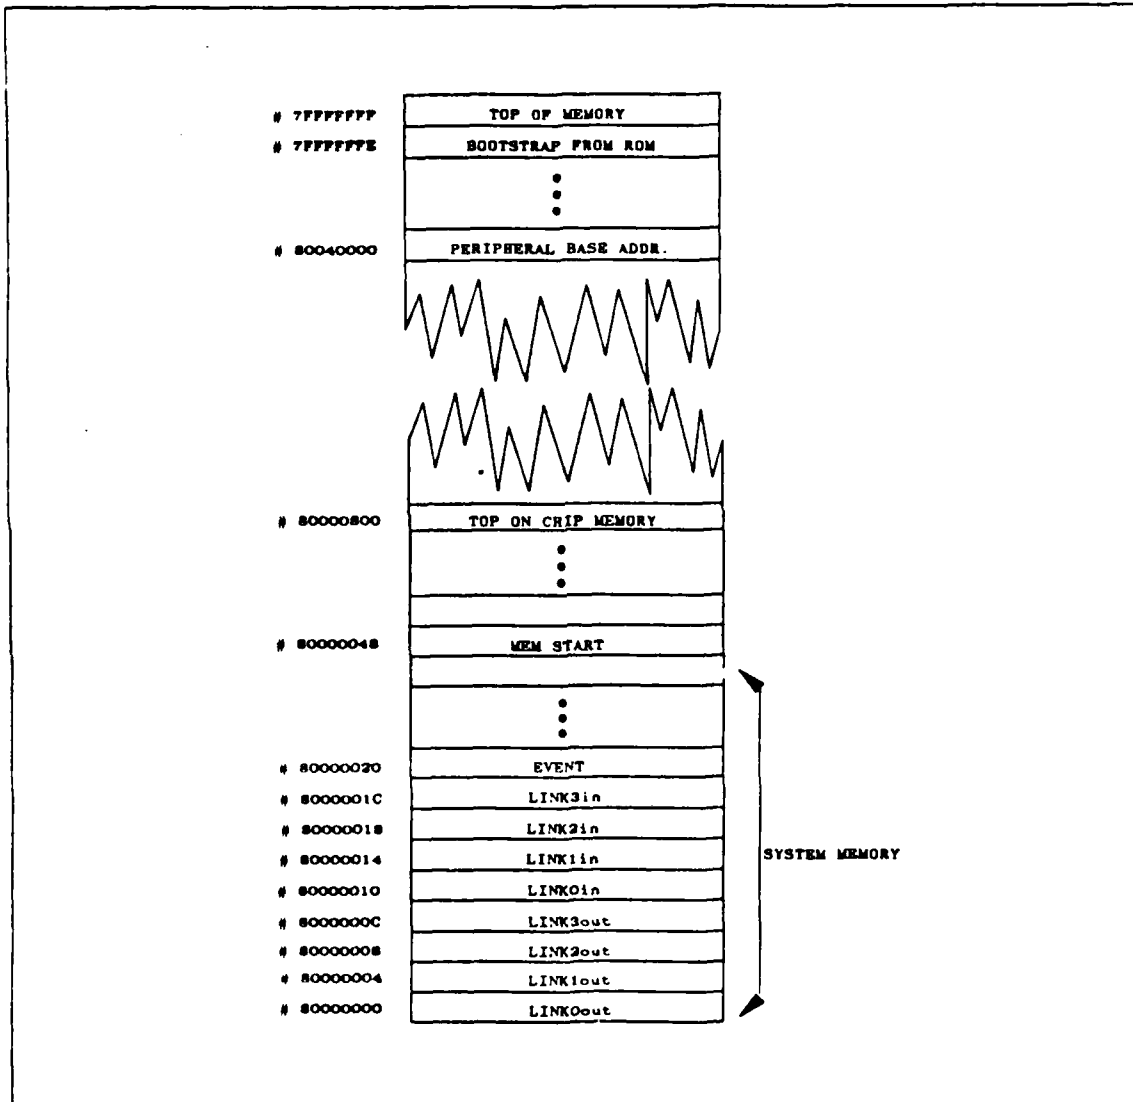 # 7FFFFFFF TOP OF MEMORY
# 7FFFFFFE BOOTSTRAP FROM ROM
# 80040000 PERIPHERAL BASE ADDR.
# 80000800 TOP ON CHIP MEMORY
# 80000048 MEM START
# 80000020 EVENT
# 8000001C LINK3in
# 80000018 LINK2in
# 80000014 LINK1in
SYSTEM MEMORY
# 80000010 LINK0in
# 8000000C LINK3out
# 80000008 LINK2out
# 80000004 LINK1out
# 80000000 LINK0out